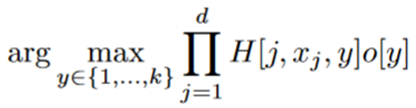 arg max_{y∈{1,...,k}} ∏_{j=1}^{d} H[j, x_j, y]o[y]